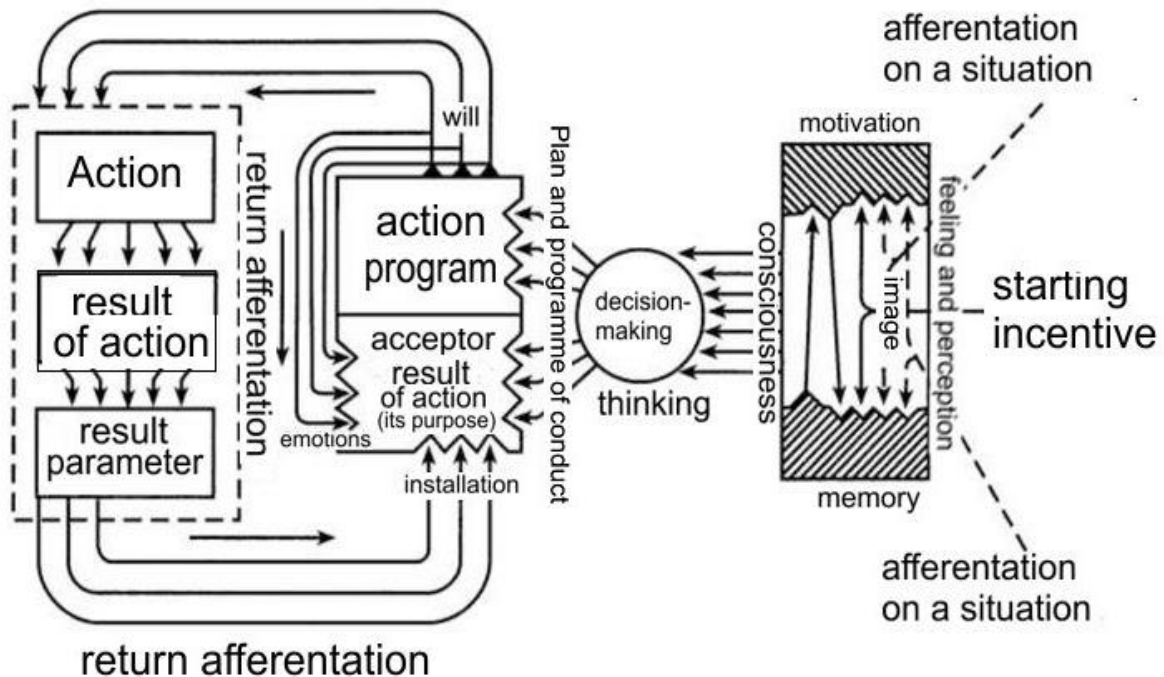 afferentation
on a situation
will
motivation
Action
return afferentation
action
program
Plan and programme of conduct
consciousness
feeling and perception
image
starting
incentive
decision-
making
result
of action
acceptor
result
of action
(its purpose)
thinking
result
parameter
emotions
installation
memory
afferentation
on a situation
return afferentation